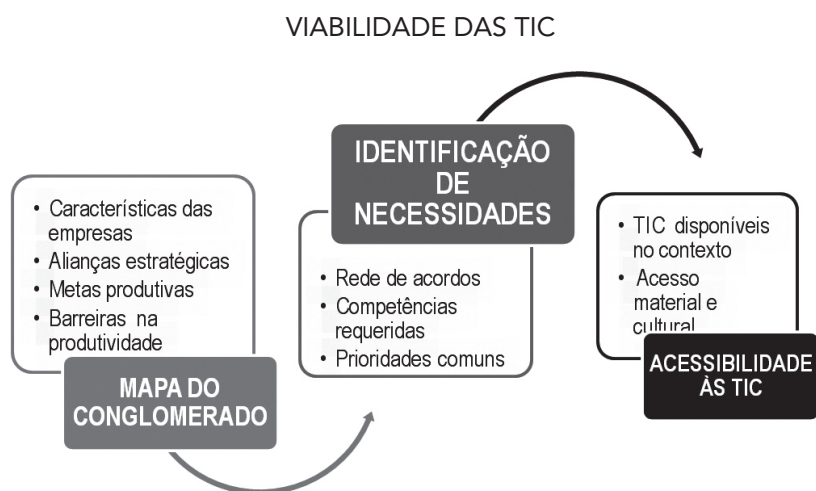 VIABILIDADE DAS TIC
• Características das
empresas
• Alianças estratégicas
• Metas produtivas
• Barreiras na
produtividade
MAPA DO
CONGLOMERADO
IDENTIFICAÇÃO
DE
NECESSIDADES
• Rede de acordos
• Competências
requeridas
• Prioridades comuns
• TIC disponíveis
no contexto
• Acesso
material e
cultural
ACESSIBILIDADE
ÀS TIC